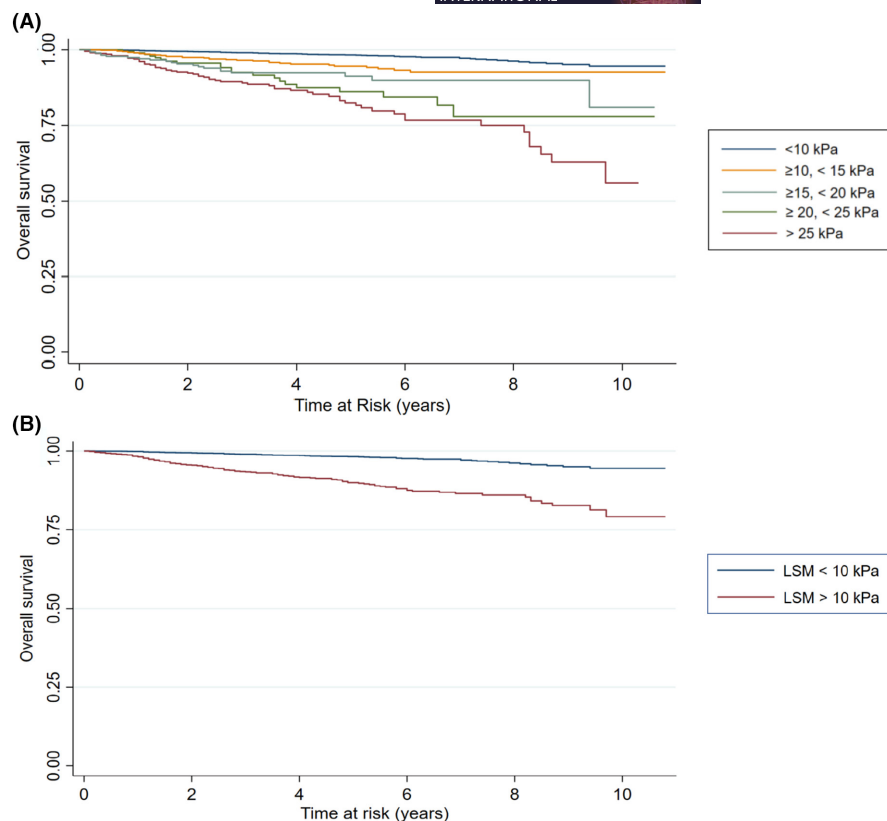 INTERNATIONAL
(A)
1.00
0.75
0.50
0.25
0.00
Overall survival
0 2 4 6 8 10
Time at Risk (years)
<10 kPa
≥10, < 15 kPa
≥15, < 20 kPa
≥ 20, < 25 kPa
> 25 kPa
(B)
1.00
0.75
0.50
0.25
0.00
Overall survival
0 2 4 6 8 10
Time at risk (years)
LSM < 10 kPa
LSM > 10 kPa